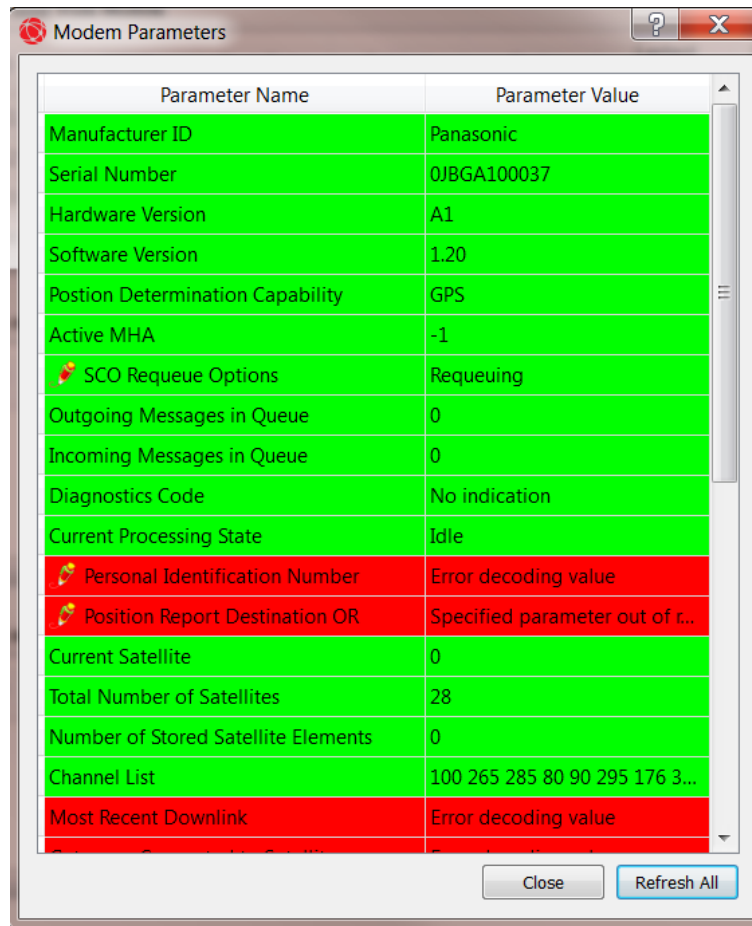 Modem Parameters
Parameter Name Parameter Value
Manufacturer ID Panasonic
Serial Number 0JBGA100037
Hardware Version A1
Software Version 1.20
Postion Determination Capability GPS
Active MHA -1
SCO Requeue Options Requeuing
Outgoing Messages in Queue 0
Incoming Messages in Queue 0
Diagnostics Code No indication
Current Processing State Idle
Personal Identification Number Error decoding value
Position Report Destination OR Specified parameter out of r...
Current Satellite 0
Total Number of Satellites 28
Number of Stored Satellite Elements 0
Channel List 100 265 285 80 90 295 176 3...
Most Recent Downlink Error decoding value
Close Refresh All